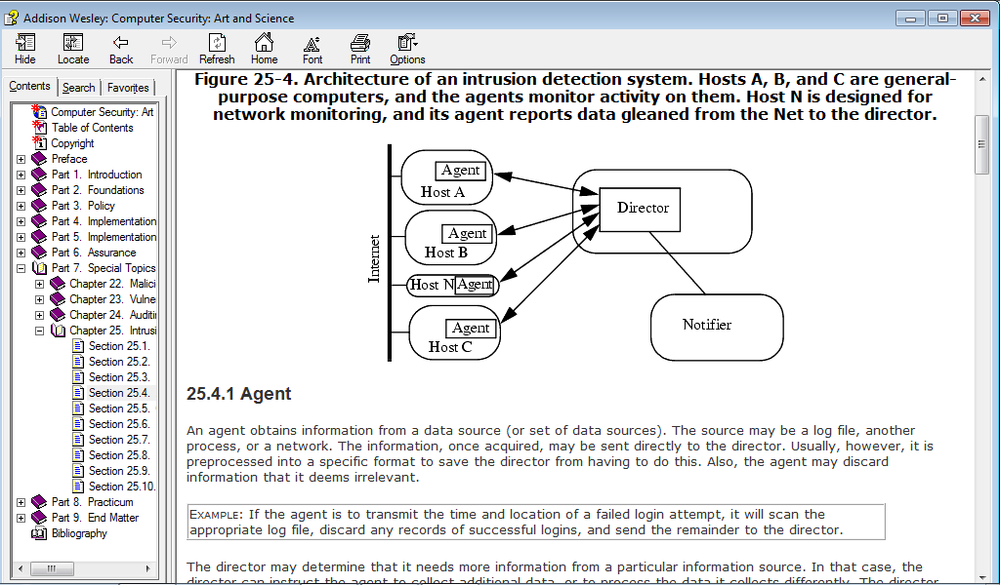 Addison Wesley: Computer Security: Art and Science
Hide Locate Back Forward Refresh Home Font Print Options
Contents Search Favorites
Computer Security: Art
Table of Contents
Copyright
Preface
Part 1. Introduction
Part 2. Foundations
Part 3. Policy
Part 4. Implementation
Part 5. Implementation
Part 6. Assurance
Part 7. Special Topics
Chapter 22. Malici
Chapter 23. Vulne
Chapter 24. Auditi
Chapter 25. Intrusi
Section 25.1.
Section 25.2.
Section 25.3.
Section 25.4.
Section 25.5.
Section 25.6.
Section 25.7.
Section 25.8.
Section 25.9.
Section 25.10.
Part 8. Practicum
Part 9. End Matter
Bibliography
Figure 25-4. Architecture of an intrusion detection system. Hosts A, B, and C are general-
purpose computers, and the agents monitor activity on them. Host N is designed for
network monitoring, and its agent reports data gleaned from the Net to the director.
Internet
Agent
Host A
Agent
Host B
Host N Agent
Agent
Host C
Director
Notifier
25.4.1 Agent
An agent obtains information from a data source (or set of data sources). The source may be a log file, another
process, or a network. The information, once acquired, may be sent directly to the director. Usually, however, it is
preprocessed into a specific format to save the director from having to do this. Also, the agent may discard
information that it deems irrelevant.
EXAMPLE: If the agent is to transmit the time and location of a failed login attempt, it will scan the
appropriate log file, discard any records of successful logins, and send the remainder to the director.
The director may determine that it needs more information from a particular information source. In that case, the
director can instruct the agent to collect additional data, or to process the data it collects differently. The director